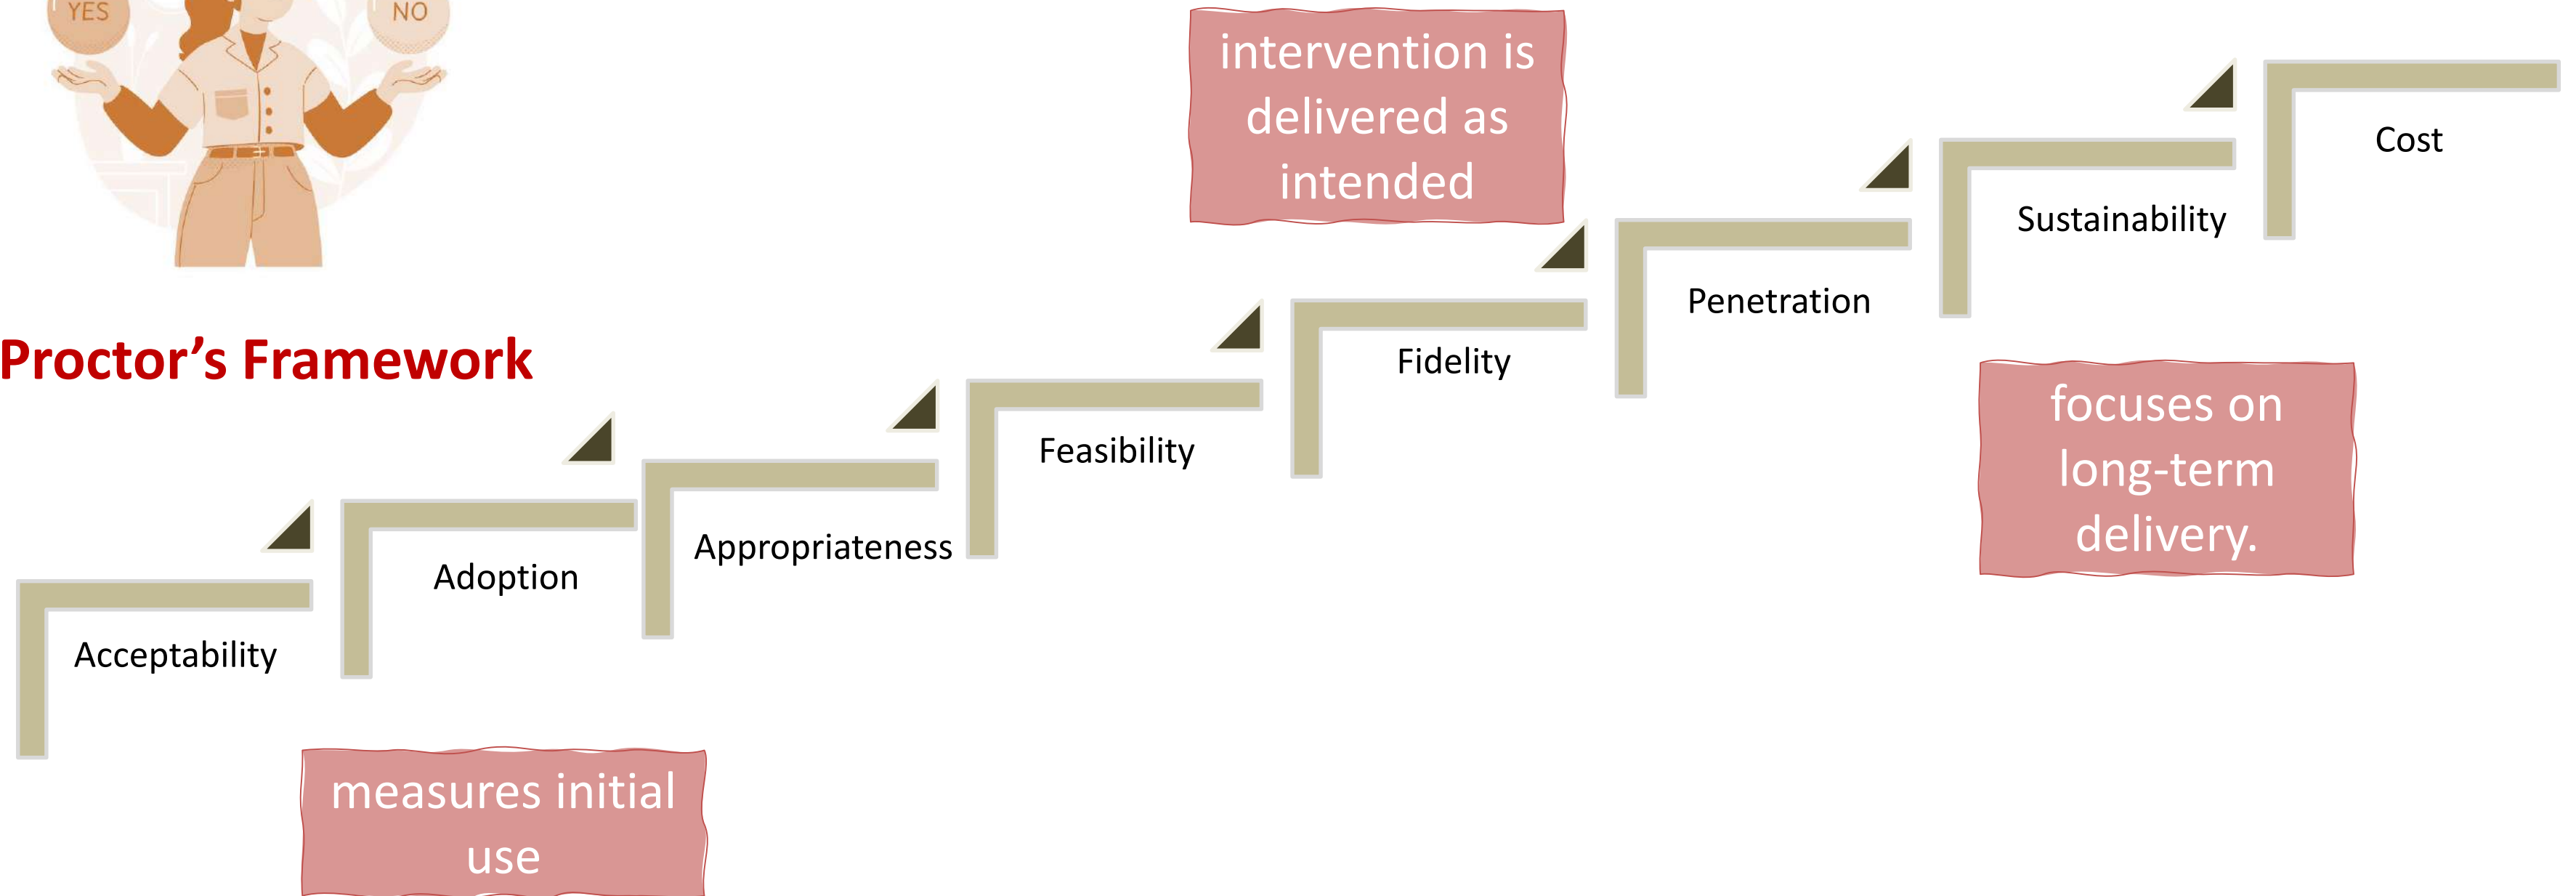 YES
NO
Proctor’s Framework
Acceptability
Adoption
Appropriateness
Feasibility
Fidelity
Penetration
Sustainability
Cost
measures initial
use
intervention is
delivered as
intended
focuses on
long-term
delivery.